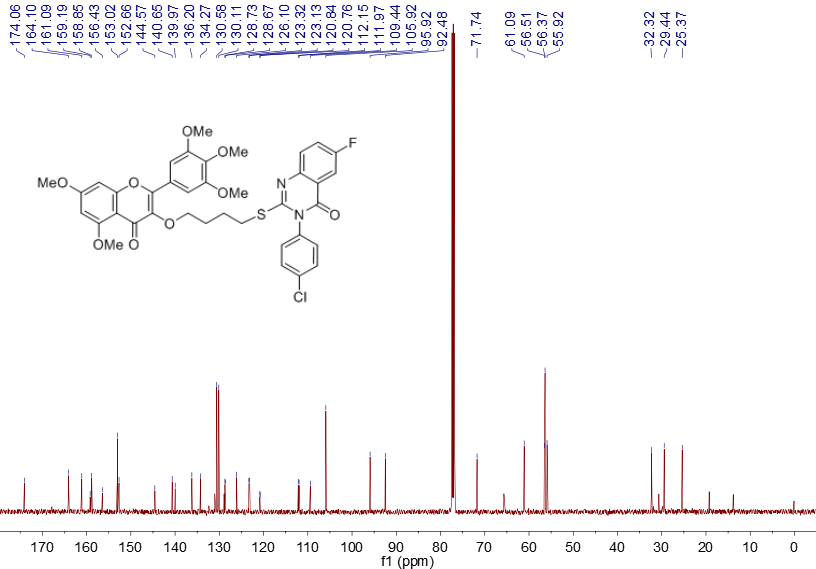 174.06
164.10
161.09
159.19
158.85
156.43
153.02
152.66
144.57
140.65
139.97
136.20
134.27
130.58
130.11
128.73
128.67
126.10
123.32
123.13
120.84
120.76
112.15
111.97
109.44
105.92
95.92
92.48
71.74
61.09
56.51
56.37
55.92
32.32
29.44
25.37
OMe
OMe
OMe
MeO
O
O
OMe
O
S
N
N
F
O
Cl
170 160 150 140 130 120 110 100 90 80 70 60 50 40 30 20 10 0
f1 (ppm)